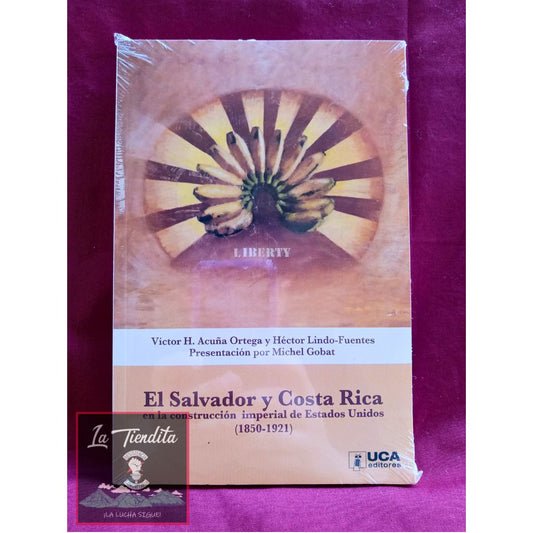 LIBERTY
Víctor H. Acuña Ortega y Héctor Lindo-Fuentes
Presentación por Michel Gobat
El Salvador y Costa Rica
en la construcción imperial de Estados Unidos
(1850-1921)
UCA
editores
La Tiendita
¡LA LUCHA SIGUE!